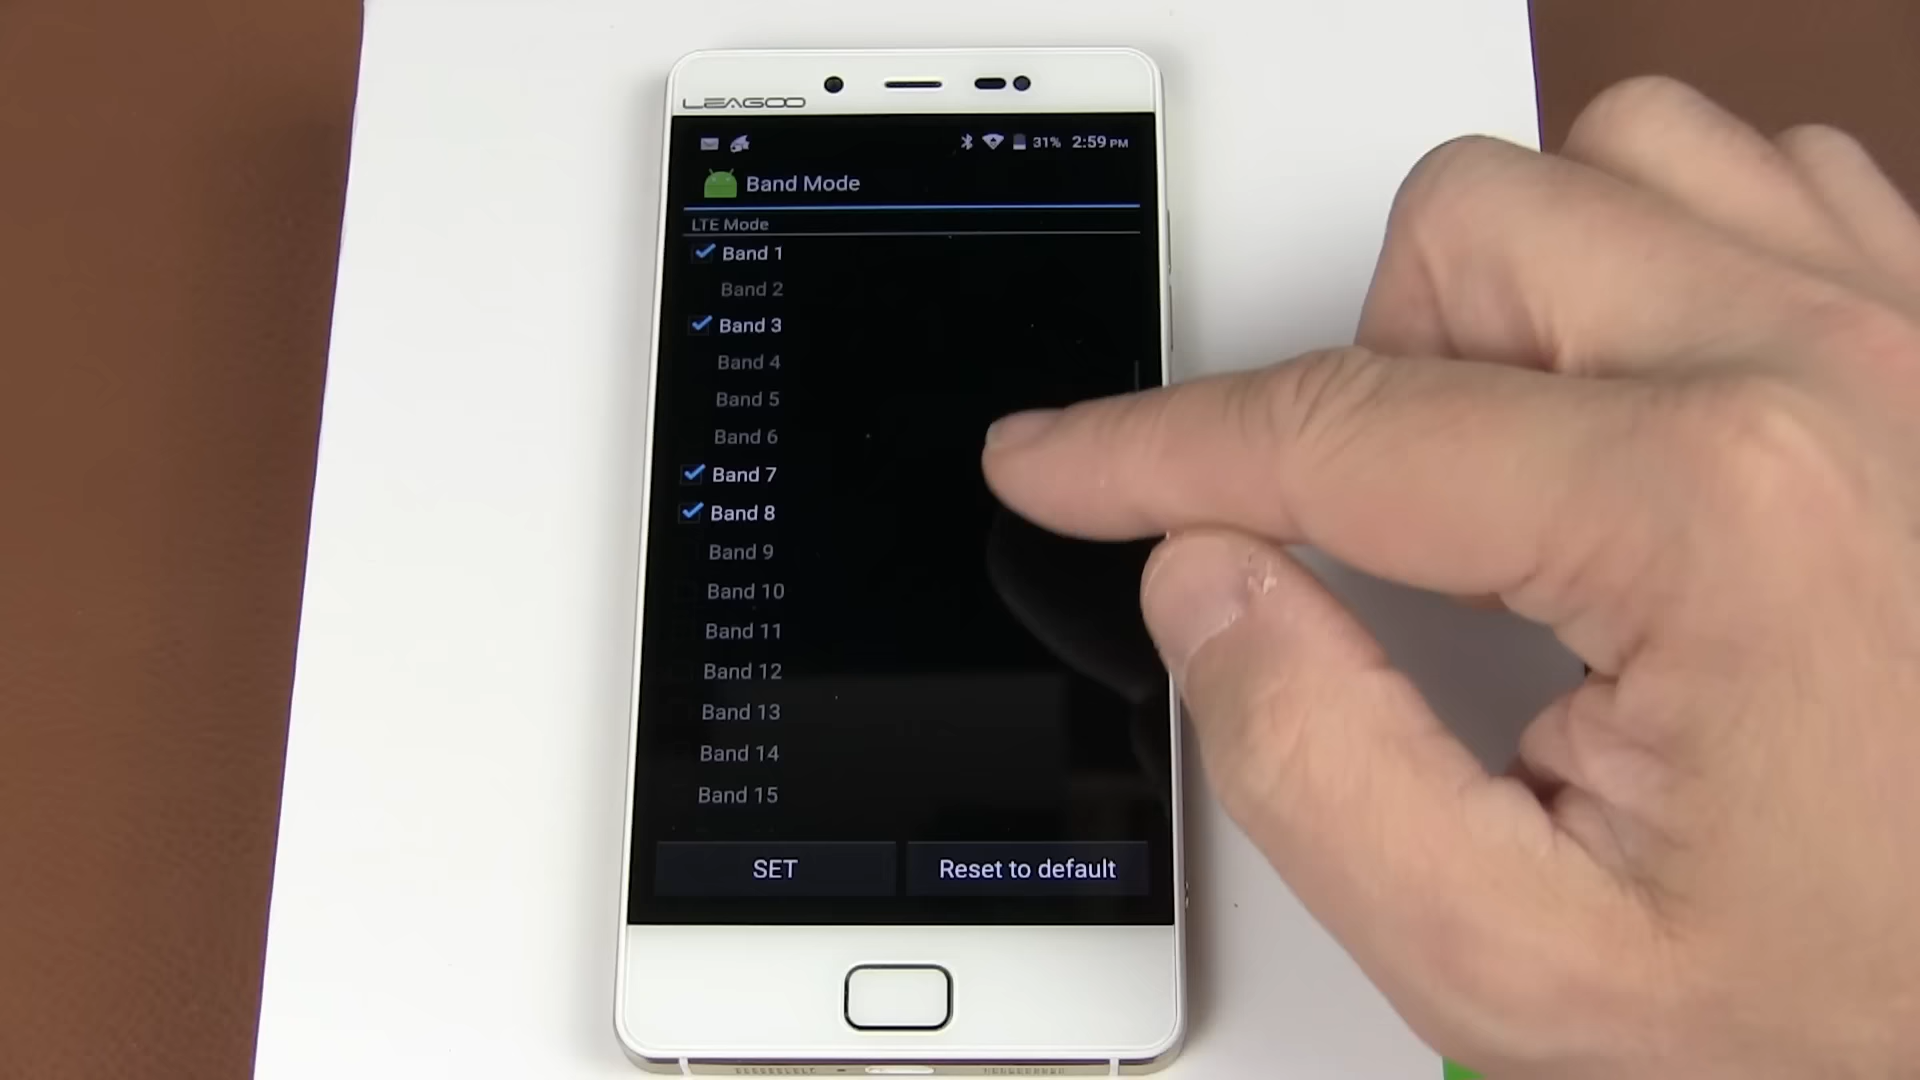 LEAGOO
31% 2:59 PM
Band Mode
LTE Mode
Band 1
Band 2
Band 3
Band 4
Band 5
Band 6
Band 7
Band 8
Band 9
Band 10
Band 11
Band 12
Band 13
Band 14
Band 15
SET Reset to default